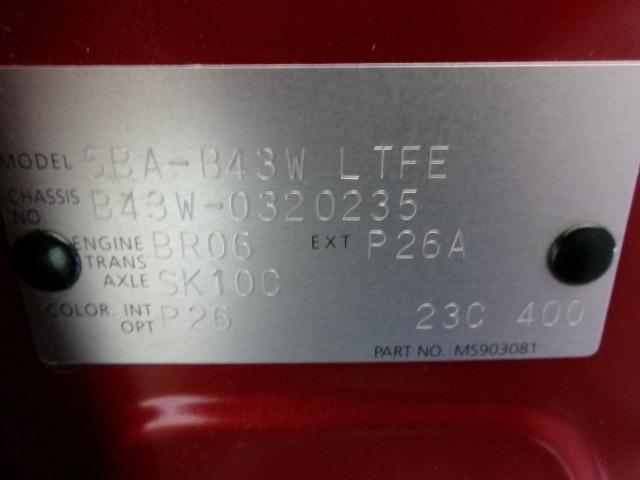 MODEL 5BA-B43W LTFE
CHASSIS NO. B43W-0320235
ENGINE BR06 EXT P26A
TRANS AXLE SK10C
COLOR. INT OPT P26 23C 400
PART NO.: MS903081